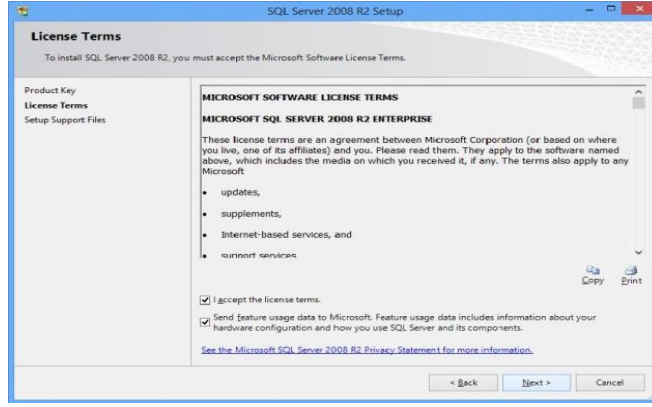 SQL Server 2008 R2 Setup
License Terms
To install SQL Server 2008 R2, you must accept the Microsoft Software License Terms.
Product Key
License Terms
Setup Support Files
MICROSOFT SOFTWARE LICENSE TERMS
MICROSOFT SQL SERVER 2008 R2 ENTERPRISE
These license terms are an agreement between Microsoft Corporation (or based on where
you live, one of its affiliates) and you. Please read them. They apply to the software named
above, which includes the media on which you received it, if any. The terms also apply to any
Microsoft
• updates,
• supplements,
• Internet-based services, and
• support services
Copy Print
I accept the license terms.
Send feature usage data to Microsoft. Feature usage data includes information about your
hardware configuration and how you use SQL Server and its components.
See the Microsoft SQL Server 2008 R2 Privacy Statement for more information.
< Back Next > Cancel